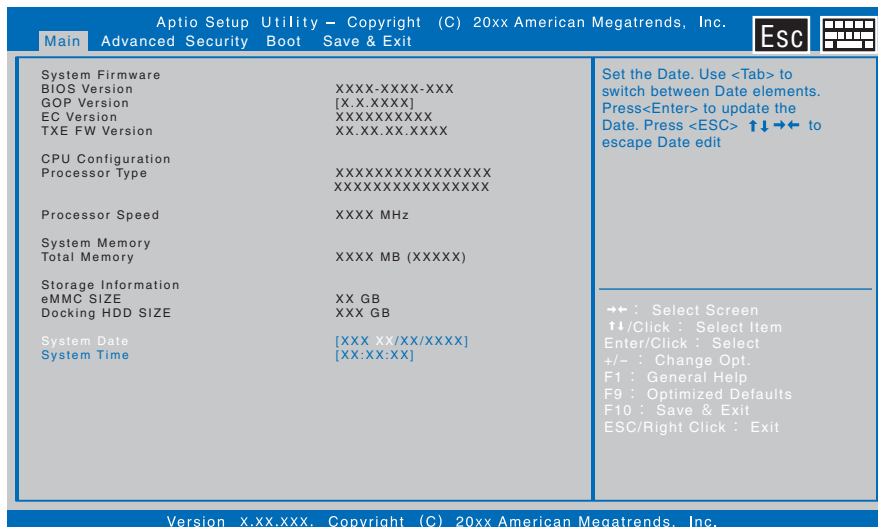 Aptio Setup Utility – Copyright (C) 20xx American Megatrends, Inc.
Main Advanced Security Boot Save & Exit
Esc
System Firmware
BIOS Version XXXX-XXXX-XXX
GOP Version [X.X.XXXX]
EC Version XXXXXXXXXX
TXE FW Version XX.XX.XX.XXXX
CPU Configuration
Processor Type XXXXXXXXXXXXXXXX
XXXXXXXXXXXXXXXX
Processor Speed XXXX MHz
System Memory
Total Memory XXXX MB (XXXXX)
Storage Information
eMMC SIZE XX GB
Docking HDD SIZE XXX GB
System Date [XXX XX/XX/XXXX]
System Time [XX:XX:XX]
Set the Date. Use <Tab> to
switch between Date elements.
Press<Enter> to update the
Date. Press <ESC> ↑↓→← to
escape Date edit
→←: Select Screen
↑↓/Click: Select Item
Enter/Click: Select
+/−: Change Opt.
F1: General Help
F9: Optimized Defaults
F10: Save & Exit
ESC/Right Click: Exit
Version X.XX.XXX. Copyright (C) 20xx American Megatrends, Inc.